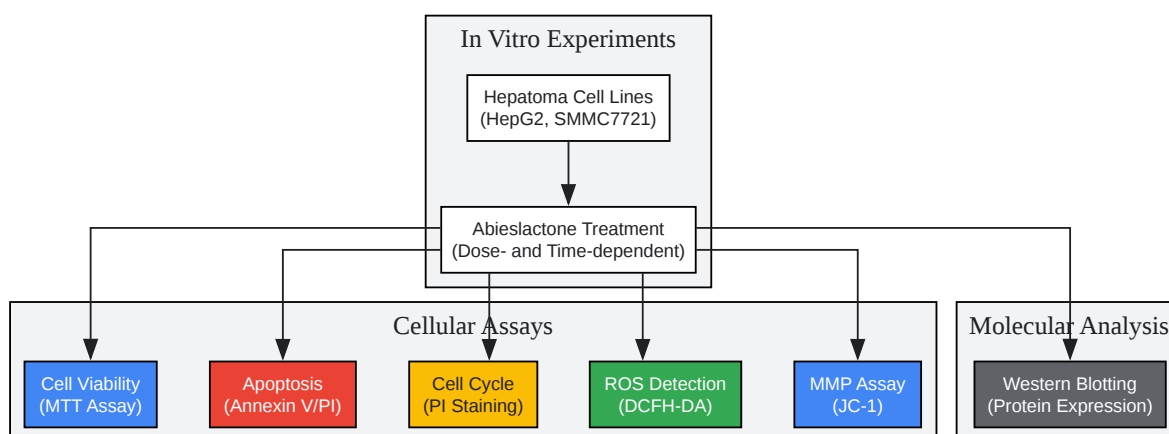 In Vitro Experiments
Hepatoma Cell Lines
(HepG2, SMMC7721)
Abieslactone Treatment
(Dose- and Time-dependent)
Cellular Assays
Molecular Analysis
Cell Viability
(MTT Assay)
Apoptosis
(Annexin V/PI)
Cell Cycle
(PI Staining)
ROS Detection
(DCFH-DA)
MMP Assay
(JC-1)
Western Blotting
(Protein Expression)